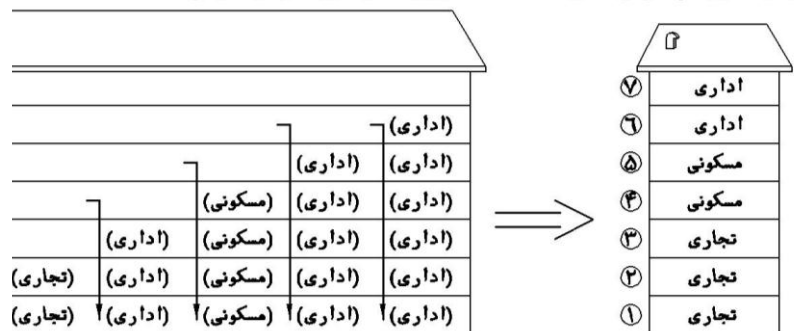 اداری ۷
اداری ۶
مسکونی ۵
مسکونی ۴
تجاری ۳
تجاری ۲
تجاری ۱
(اداری)
(اداری) (اداری)
(اداری) (اداری) (مسکونی)
(اداری) (اداری) (مسکونی) (اداری)
(اداری) (اداری) (مسکونی) (اداری) (تجاری)
(اداری) (اداری) (مسکونی) (اداری) (تجاری)